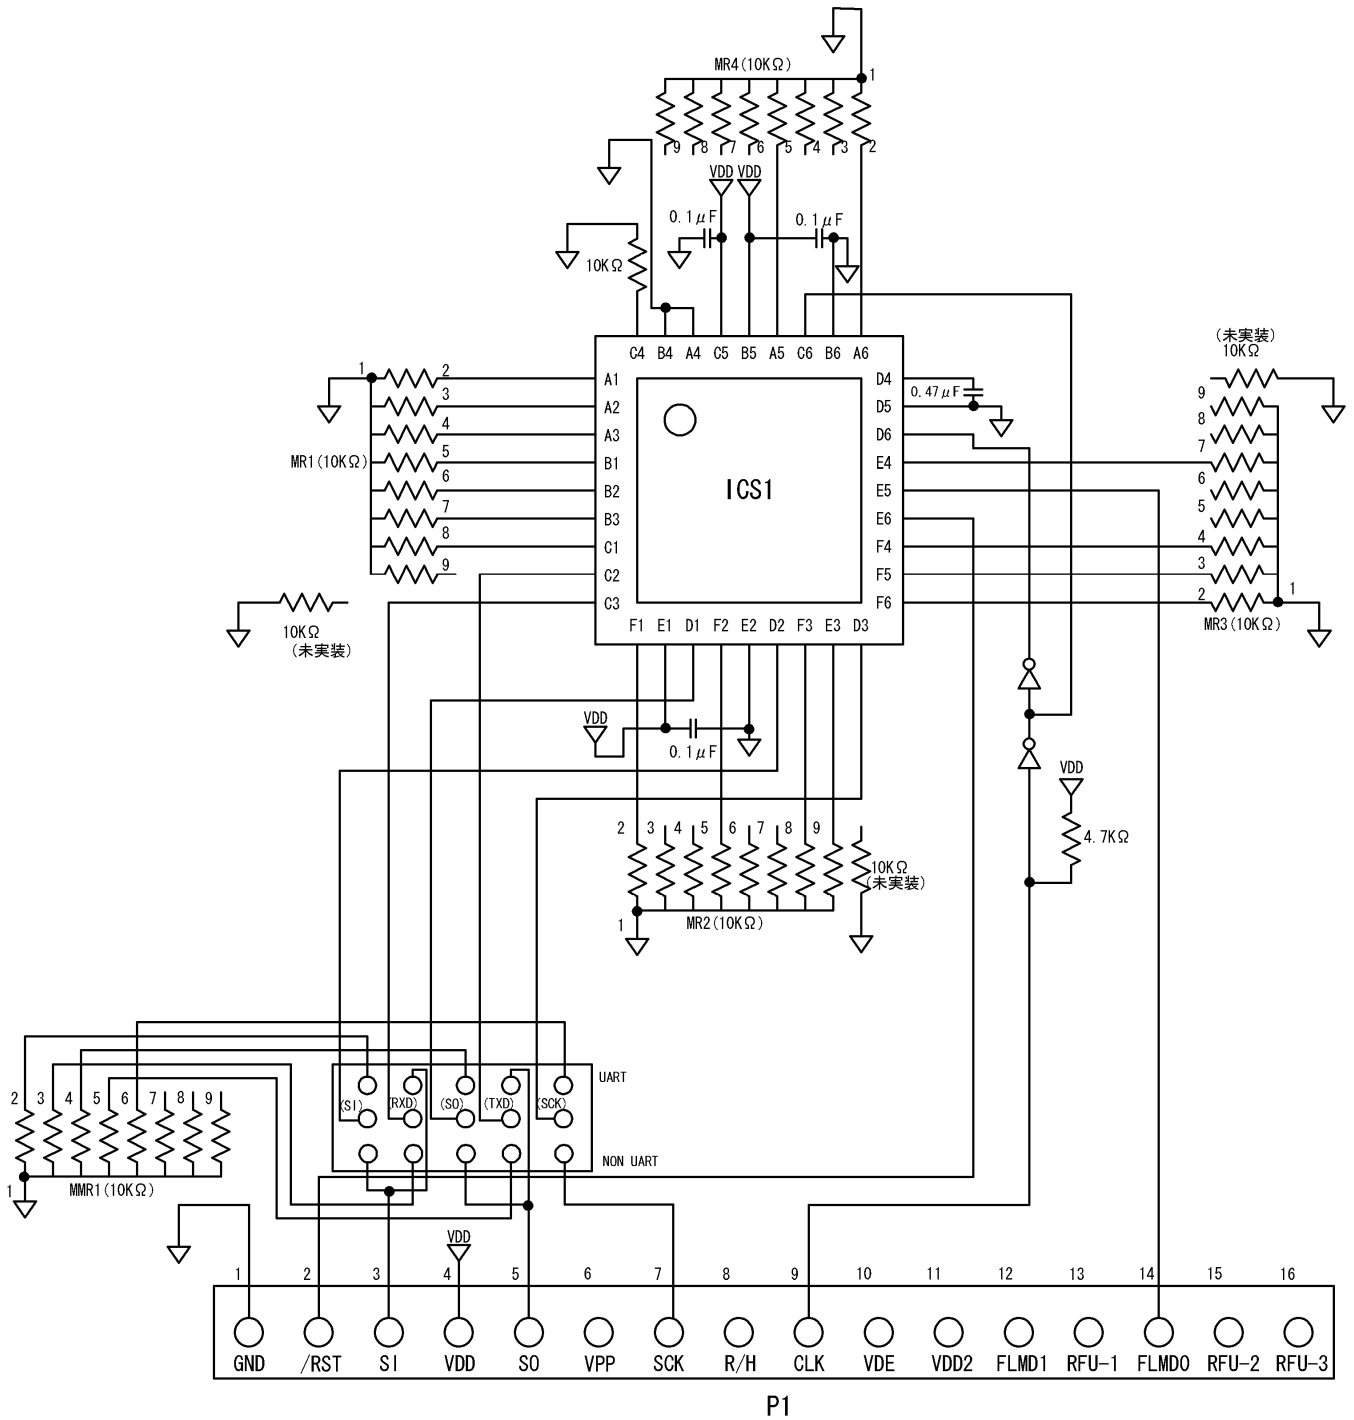 MR4(10KΩ)
1
9 8 7 6 5 4 3 2
VDD VDD
0.1μF
0.1μF
10KΩ
C4 B4 A4 C5 B5 A5 C6 B6 A6
(未実装)
10KΩ
1
2
3
4
5
6
7
8
9
MR1(10KΩ)
A1
A2
A3
B1
B2
B3
C1
C2
C3
ICS1
D4
D5
D6
E4
E5
E6
F4
F5
F6
0.47μF
9
8
7
6
5
4
3
2
1
MR3(10KΩ)
10KΩ
(未実装)
F1 E1 D1 F2 E2 D2 F3 E3 D3
VDD
0.1μF
VDD
4.7KΩ
2 3 4 5 6 7 8 9
10KΩ
(未実装)
1
MR2(10KΩ)
UART
(SI) (RXD) (SO) (TXD) (SCK)
NON UART
2 3 4 5 6 7 8 9
1
MMR1(10KΩ)
VDD
1 2 3 4 5 6 7 8 9 10 11 12 13 14 15 16
GND /RST SI VDD SO VPP SCK R/H CLK VDE VDD2 FLMD1 RFU-1 FLMD0 RFU-2 RFU-3
P1